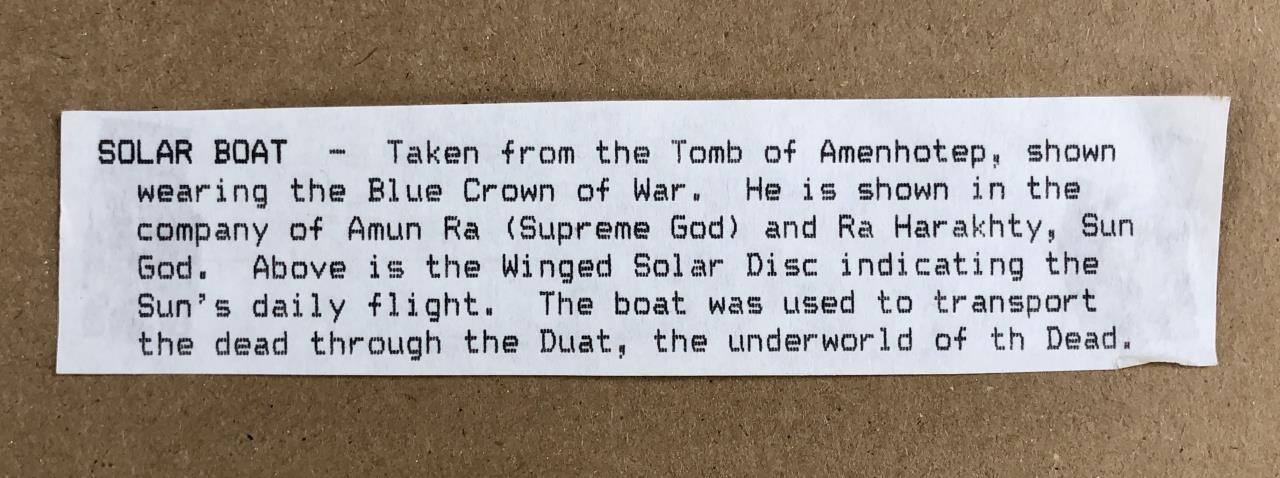 SOLAR BOAT - Taken from the Tomb of Amenhotep, shown
wearing the Blue Crown of War. He is shown in the
company of Amun Ra (Supreme God) and Ra Harakhty, Sun
God. Above is the Winged Solar Disc indicating the
Sun's daily flight. The boat was used to transport
the dead through the Duat, the underworld of th Dead.